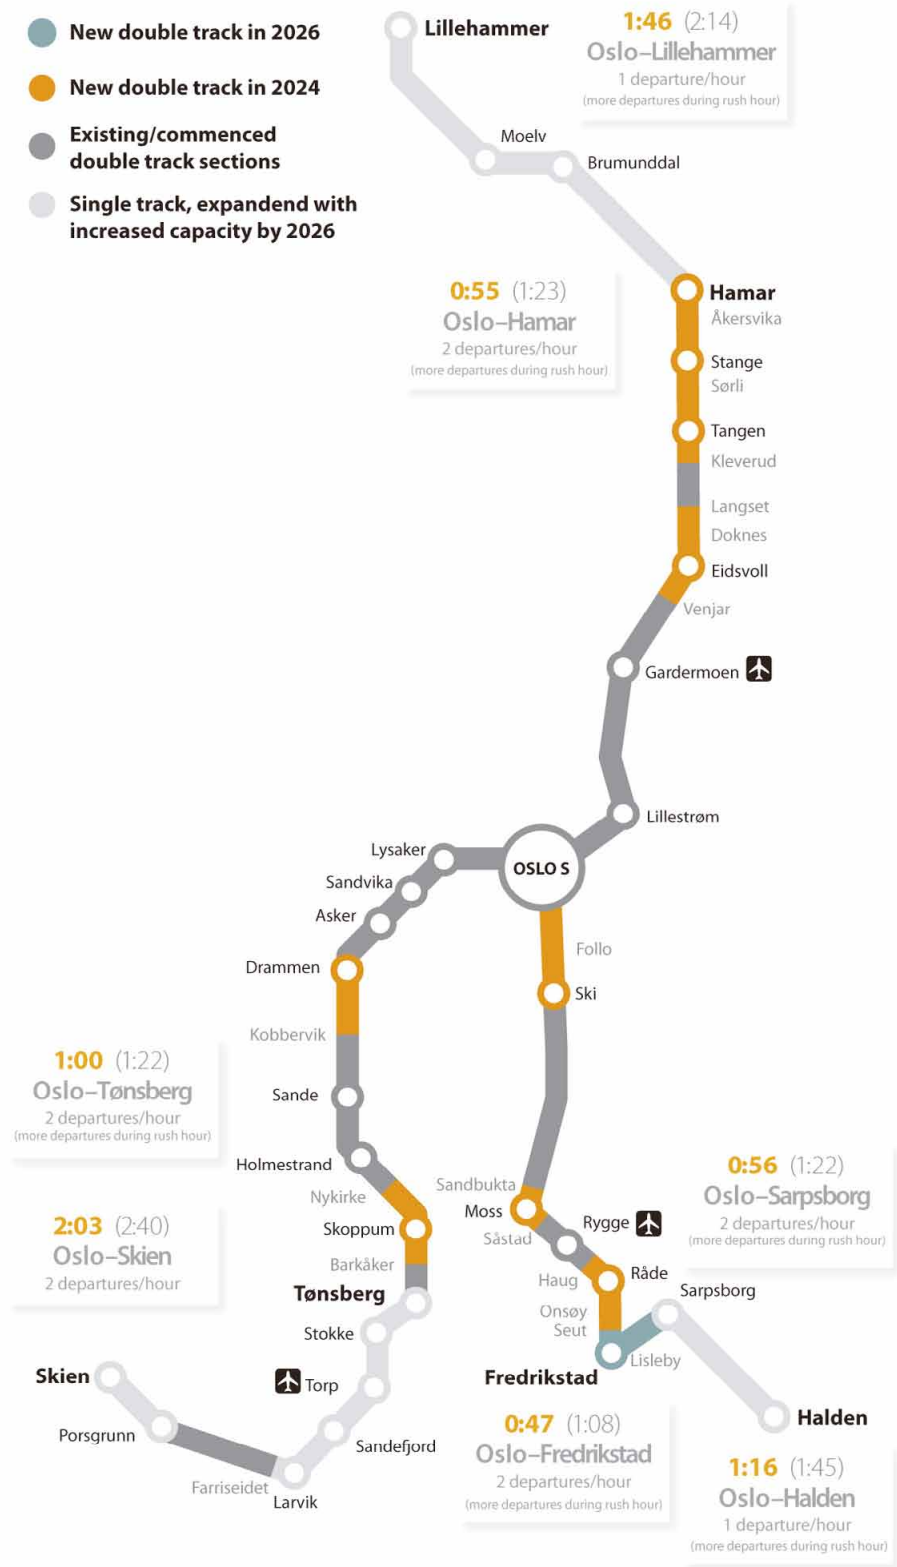 New double track in 2026
New double track in 2024
Existing/commenced
double track sections
Single track, expandend with
increased capacity by 2026
Lillehammer
1:46 (2:14)
Oslo–Lillehammer
1 departure/hour
(more departures during rush hour)
Moelv
Brumunddal
0:55 (1:23)
Oslo–Hamar
2 departures/hour
(more departures during rush hour)
Hamar
Åkersvika
Stange
Sørli
Tangen
Kleverud
Langset
Doknes
Eidsvoll
Venjar
Gardermoen
Lillestrøm
OSLO S
Lysaker
Sandvika
Asker
Drammen
Kobbervik
Follo
Ski
1:00 (1:22)
Oslo–Tønsberg
2 departures/hour
(more departures during rush hour)
Sande
Holmestrand
Nykirke
Skoppum
Barkåker
Tønsberg
2:03 (2:40)
Oslo–Skien
2 departures/hour
Stokke
Torp
Sandefjord
Larvik
Farriseidet
Porsgrunn
Skien
Sandbukta
Moss
Såstad
Rygge
Haug
Råde
Onsøy
Seut
Fredrikstad
Lisleby
Sarpsborg
Halden
0:56 (1:22)
Oslo–Sarpsborg
2 departures/hour
(more departures during rush hour)
0:47 (1:08)
Oslo–Fredrikstad
2 departures/hour
(more departures during rush hour)
1:16 (1:45)
Oslo–Halden
1 departure/hour
(more departures during rush hour)